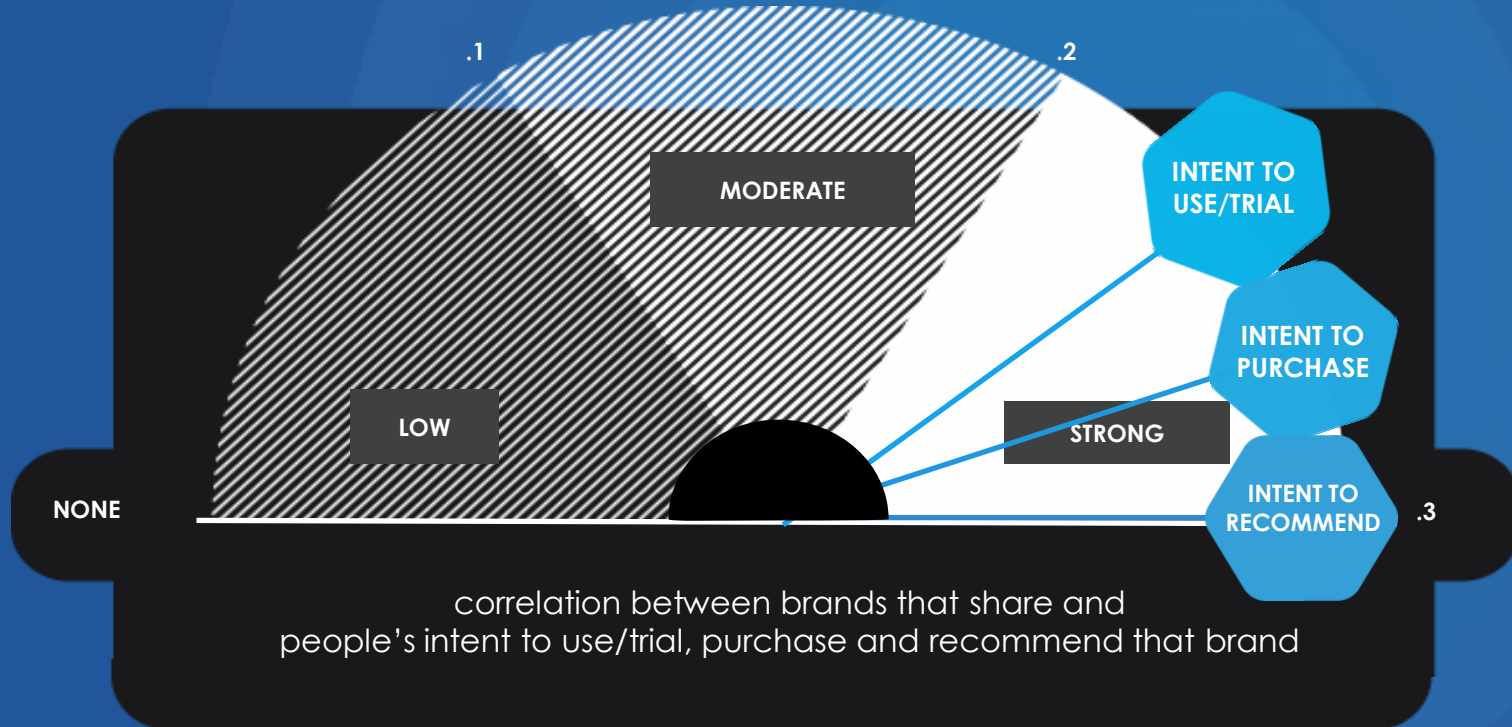 .1
.2
INTENT TO
USE/TRIAL
MODERATE
INTENT TO
PURCHASE
LOW
STRONG
NONE
INTENT TO
RECOMMEND
.3
correlation between brands that share and
people’s intent to use/trial, purchase and recommend that brand